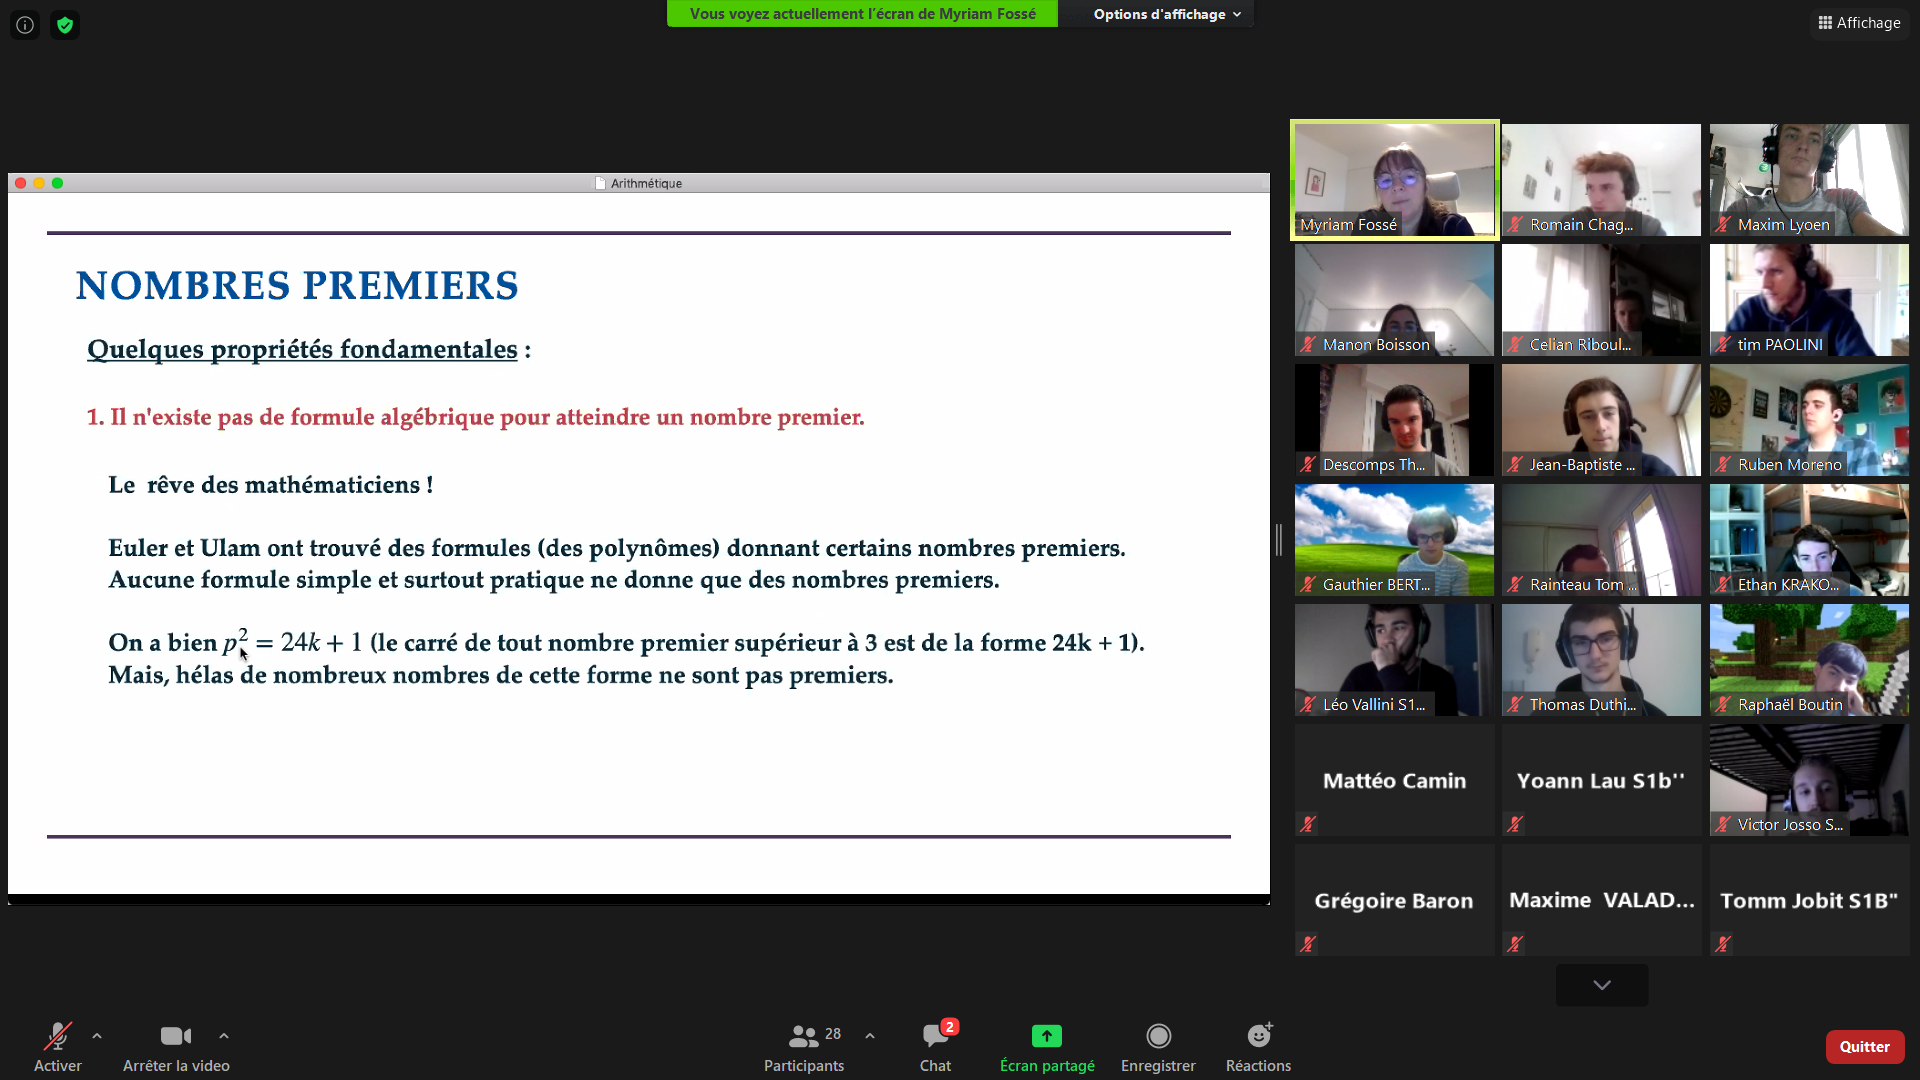 Vous voyez actuellement l'écran de Myriam Fossé
Options d'affichage
Affichage
Arithmétique
NOMBRES PREMIERS
Quelques propriétés fondamentales :
1. Il n'existe pas de formule algébrique pour atteindre un nombre premier.
Le rêve des mathématiciens !
Euler et Ulam ont trouvé des formules (des polynômes) donnant certains nombres premiers.
Aucune formule simple et surtout pratique ne donne que des nombres premiers.
On a bien p² = 24k + 1 (le carré de tout nombre premier supérieur à 3 est de la forme 24k + 1).
Mais, hélas de nombreux nombres de cette forme ne sont pas premiers.
Myriam Fossé
Romain Chag...
Maxim Lyoen
Manon Boisson
Celian Riboul...
tim PAOLINI
Descomps Th...
Jean-Baptiste ...
Ruben Moreno
Gauthier BERT...
Rainteau Tom ...
Ethan KRAKO...
Léo Vallini S1...
Thomas Duthi...
Raphaël Boutin
Mattéo Camin
Yoann Lau S1b''
Victor Josso S...
Grégoire Baron
Maxime VALAD...
Tomm Jobit S1B"
Activer
Arrêter la video
28
Participants
2
Chat
Écran partagé
Enregistrer
Réactions
Quitter